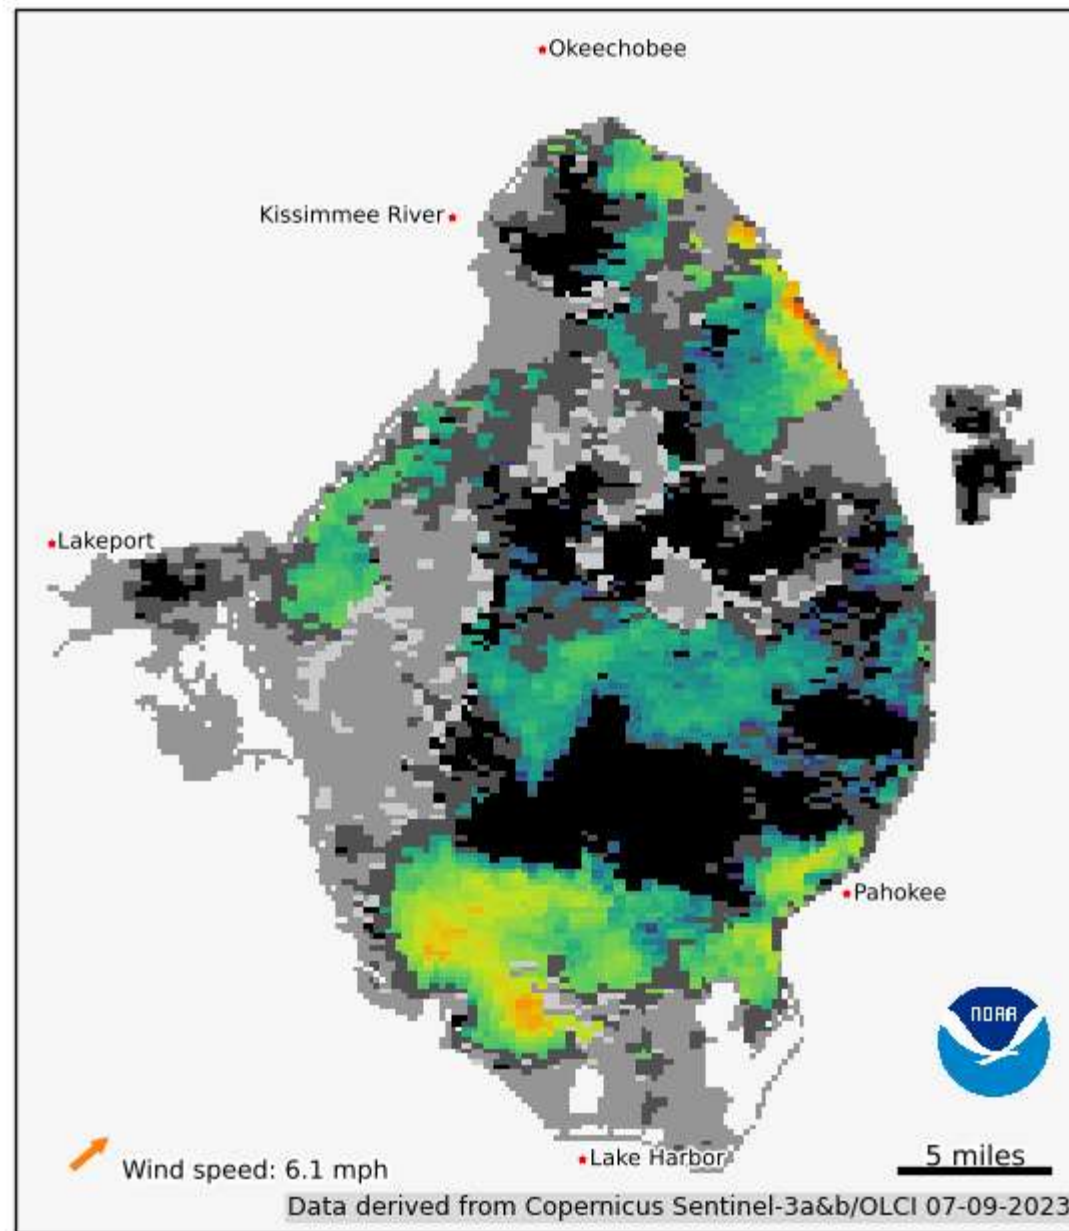 Okeechobee
Kissimmee River
Lakeport
Pahokee
NOAA
Lake Harbor
Wind speed: 6.1 mph
5 miles
Data derived from Copernicus Sentinel-3a&b/OLCI 07-09-2023